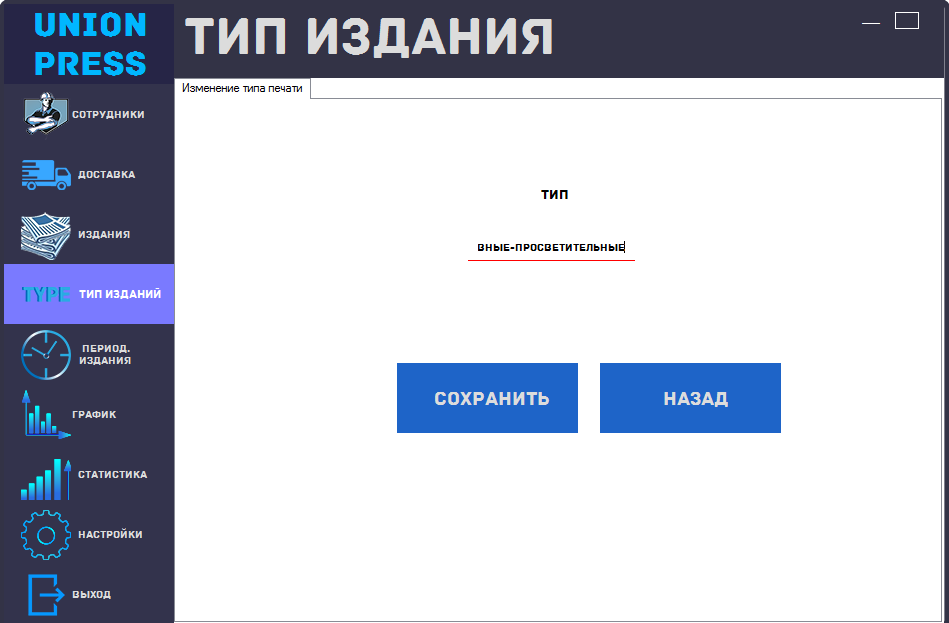 UNION
PRESS
ТИП ИЗДАНИЯ
Изменение типа печати
СОТРУДНИКИ
ДОСТАВКА
ИЗДАНИЯ
TYPE ТИП ИЗДАНИЙ
ПЕРИОД.
ИЗДАНИЯ
ГРАФИК
СТАТИСТИКА
НАСТРОЙКИ
ВЫХОД
ТИП
ВНЫЕ-ПРОСВЕТИТЕЛЬНЫЕ
СОХРАНИТЬ
НАЗАД